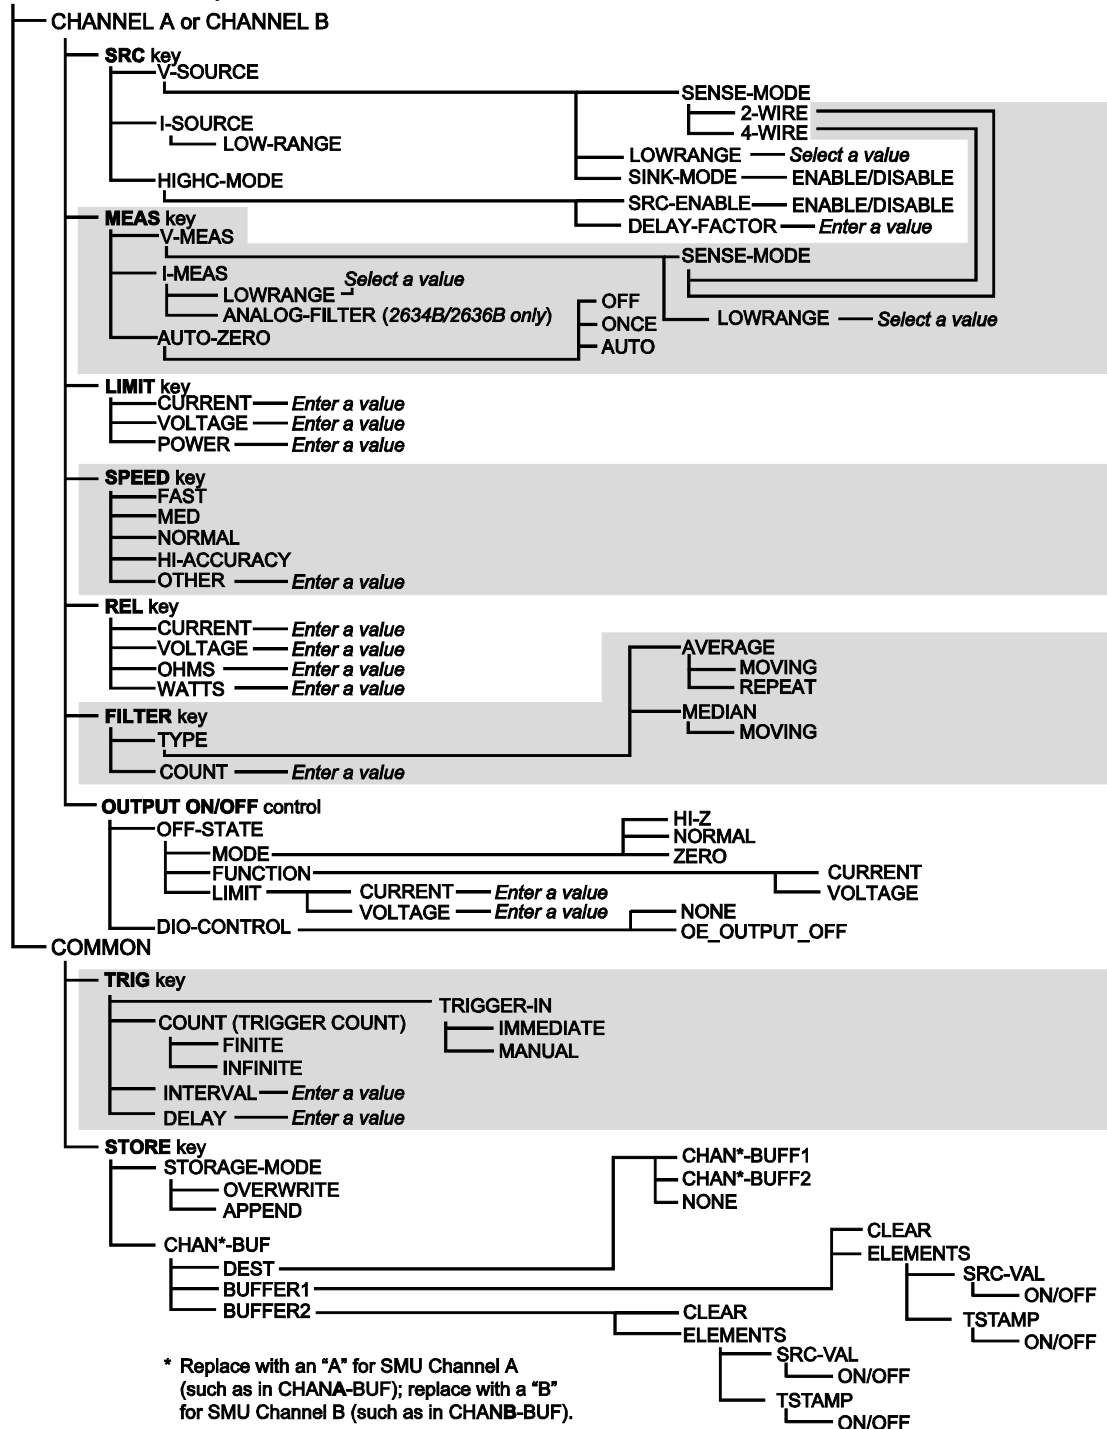 CHANNEL A or CHANNEL B
SRC key
V-SOURCE
SENSE-MODE
2-WIRE
4-WIRE
I-SOURCE
LOW-RANGE
LOWRANGE Select a value
SINK-MODE ENABLE/DISABLE
HIGHC-MODE
SRC-ENABLE ENABLE/DISABLE
DELAY-FACTOR Enter a value
MEAS key
V-MEAS
SENSE-MODE
I-MEAS
Select a value
LOWRANGE
ANALOG-FILTER (2634B/2636B only)
OFF
ONCE
AUTO
LOWRANGE Select a value
AUTO-ZERO
LIMIT key
CURRENT Enter a value
VOLTAGE Enter a value
POWER Enter a value
SPEED key
FAST
MED
NORMAL
HI-ACCURACY
OTHER Enter a value
REL key
CURRENT Enter a value
VOLTAGE Enter a value
OHMS Enter a value
WATTS Enter a value
AVERAGE
MOVING
REPEAT
MEDIAN
MOVING
FILTER key
TYPE
COUNT Enter a value
OUTPUT ON/OFF control
OFF-STATE
HI-Z
NORMAL
ZERO
MODE
FUNCTION
CURRENT
VOLTAGE
LIMIT CURRENT Enter a value
VOLTAGE Enter a value
DIO-CONTROL
NONE
OE_OUTPUT_OFF
COMMON
TRIG key
TRIGGER-IN
IMMEDIATE
MANUAL
COUNT (TRIGGER COUNT)
FINITE
INFINITE
INTERVAL Enter a value
DELAY Enter a value
STORE key
STORAGE-MODE
OVERWRITE
APPEND
CHAN*-BUFF1
CHAN*-BUFF2
NONE
CHAN*-BUF
DEST
BUFFER1
BUFFER2
CLEAR
ELEMENTS
SRC-VAL
ON/OFF
TSTAMP
ON/OFF
CLEAR
ELEMENTS
SRC-VAL
ON/OFF
TSTAMP
ON/OFF
* Replace with an “A” for SMU Channel A
(such as in CHANA-BUF); replace with a “B”
for SMU Channel B (such as in CHANB-BUF).